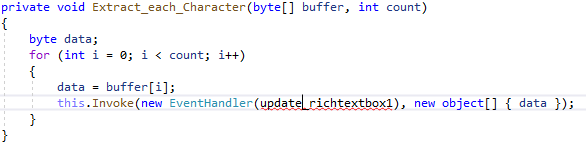 private void Extract_each_Character(byte[] buffer, int count)
{
    byte data;
    for (int i = 0; i < count; i++)
    {
        data = buffer[i];
        this.Invoke(new EventHandler(update_richtextbox1), new object[] { data });
    }
}